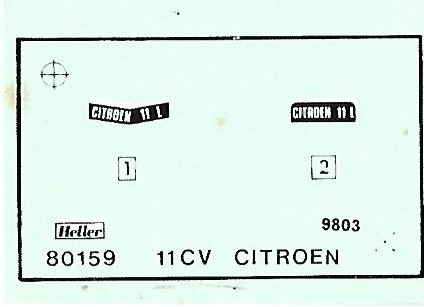 CITROEN 11 L
CITROEN 11 L
1
2
Heller
9803
80159 11CV CITROEN